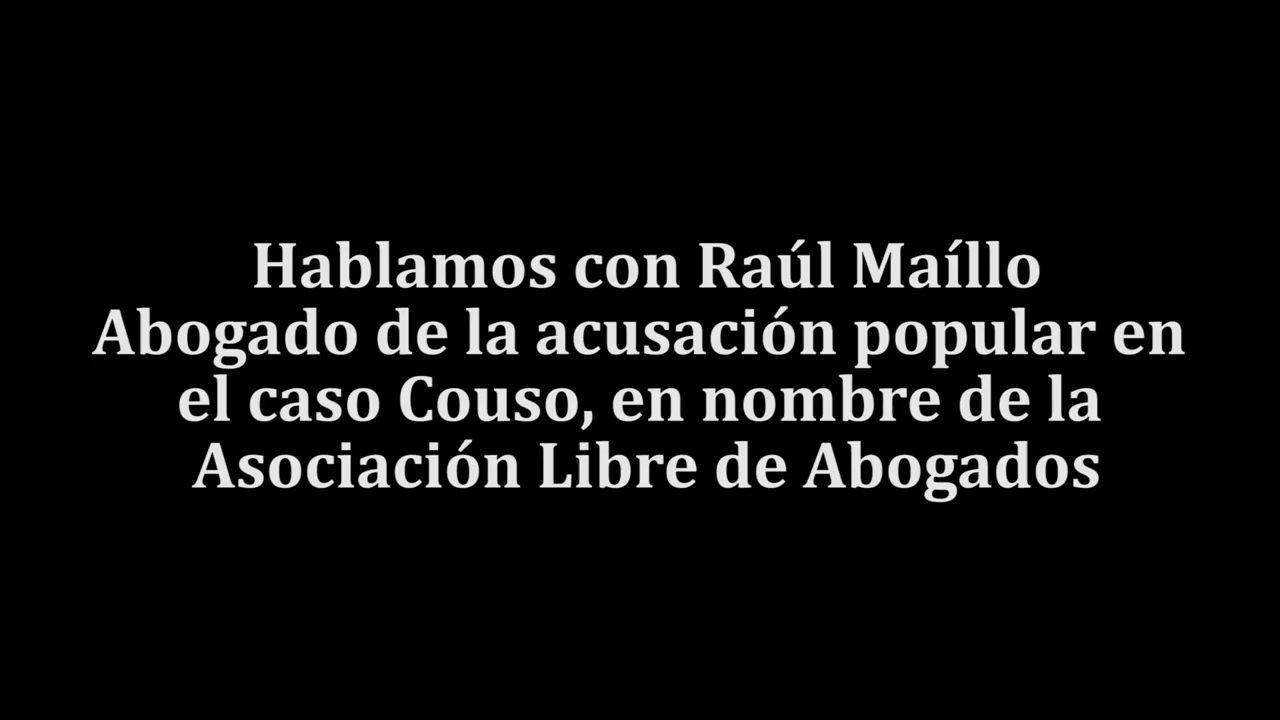 Hablamos con Raúl Maíllo
Abogado de la acusación popular en
el caso Couso, en nombre de la
Asociación Libre de Abogados